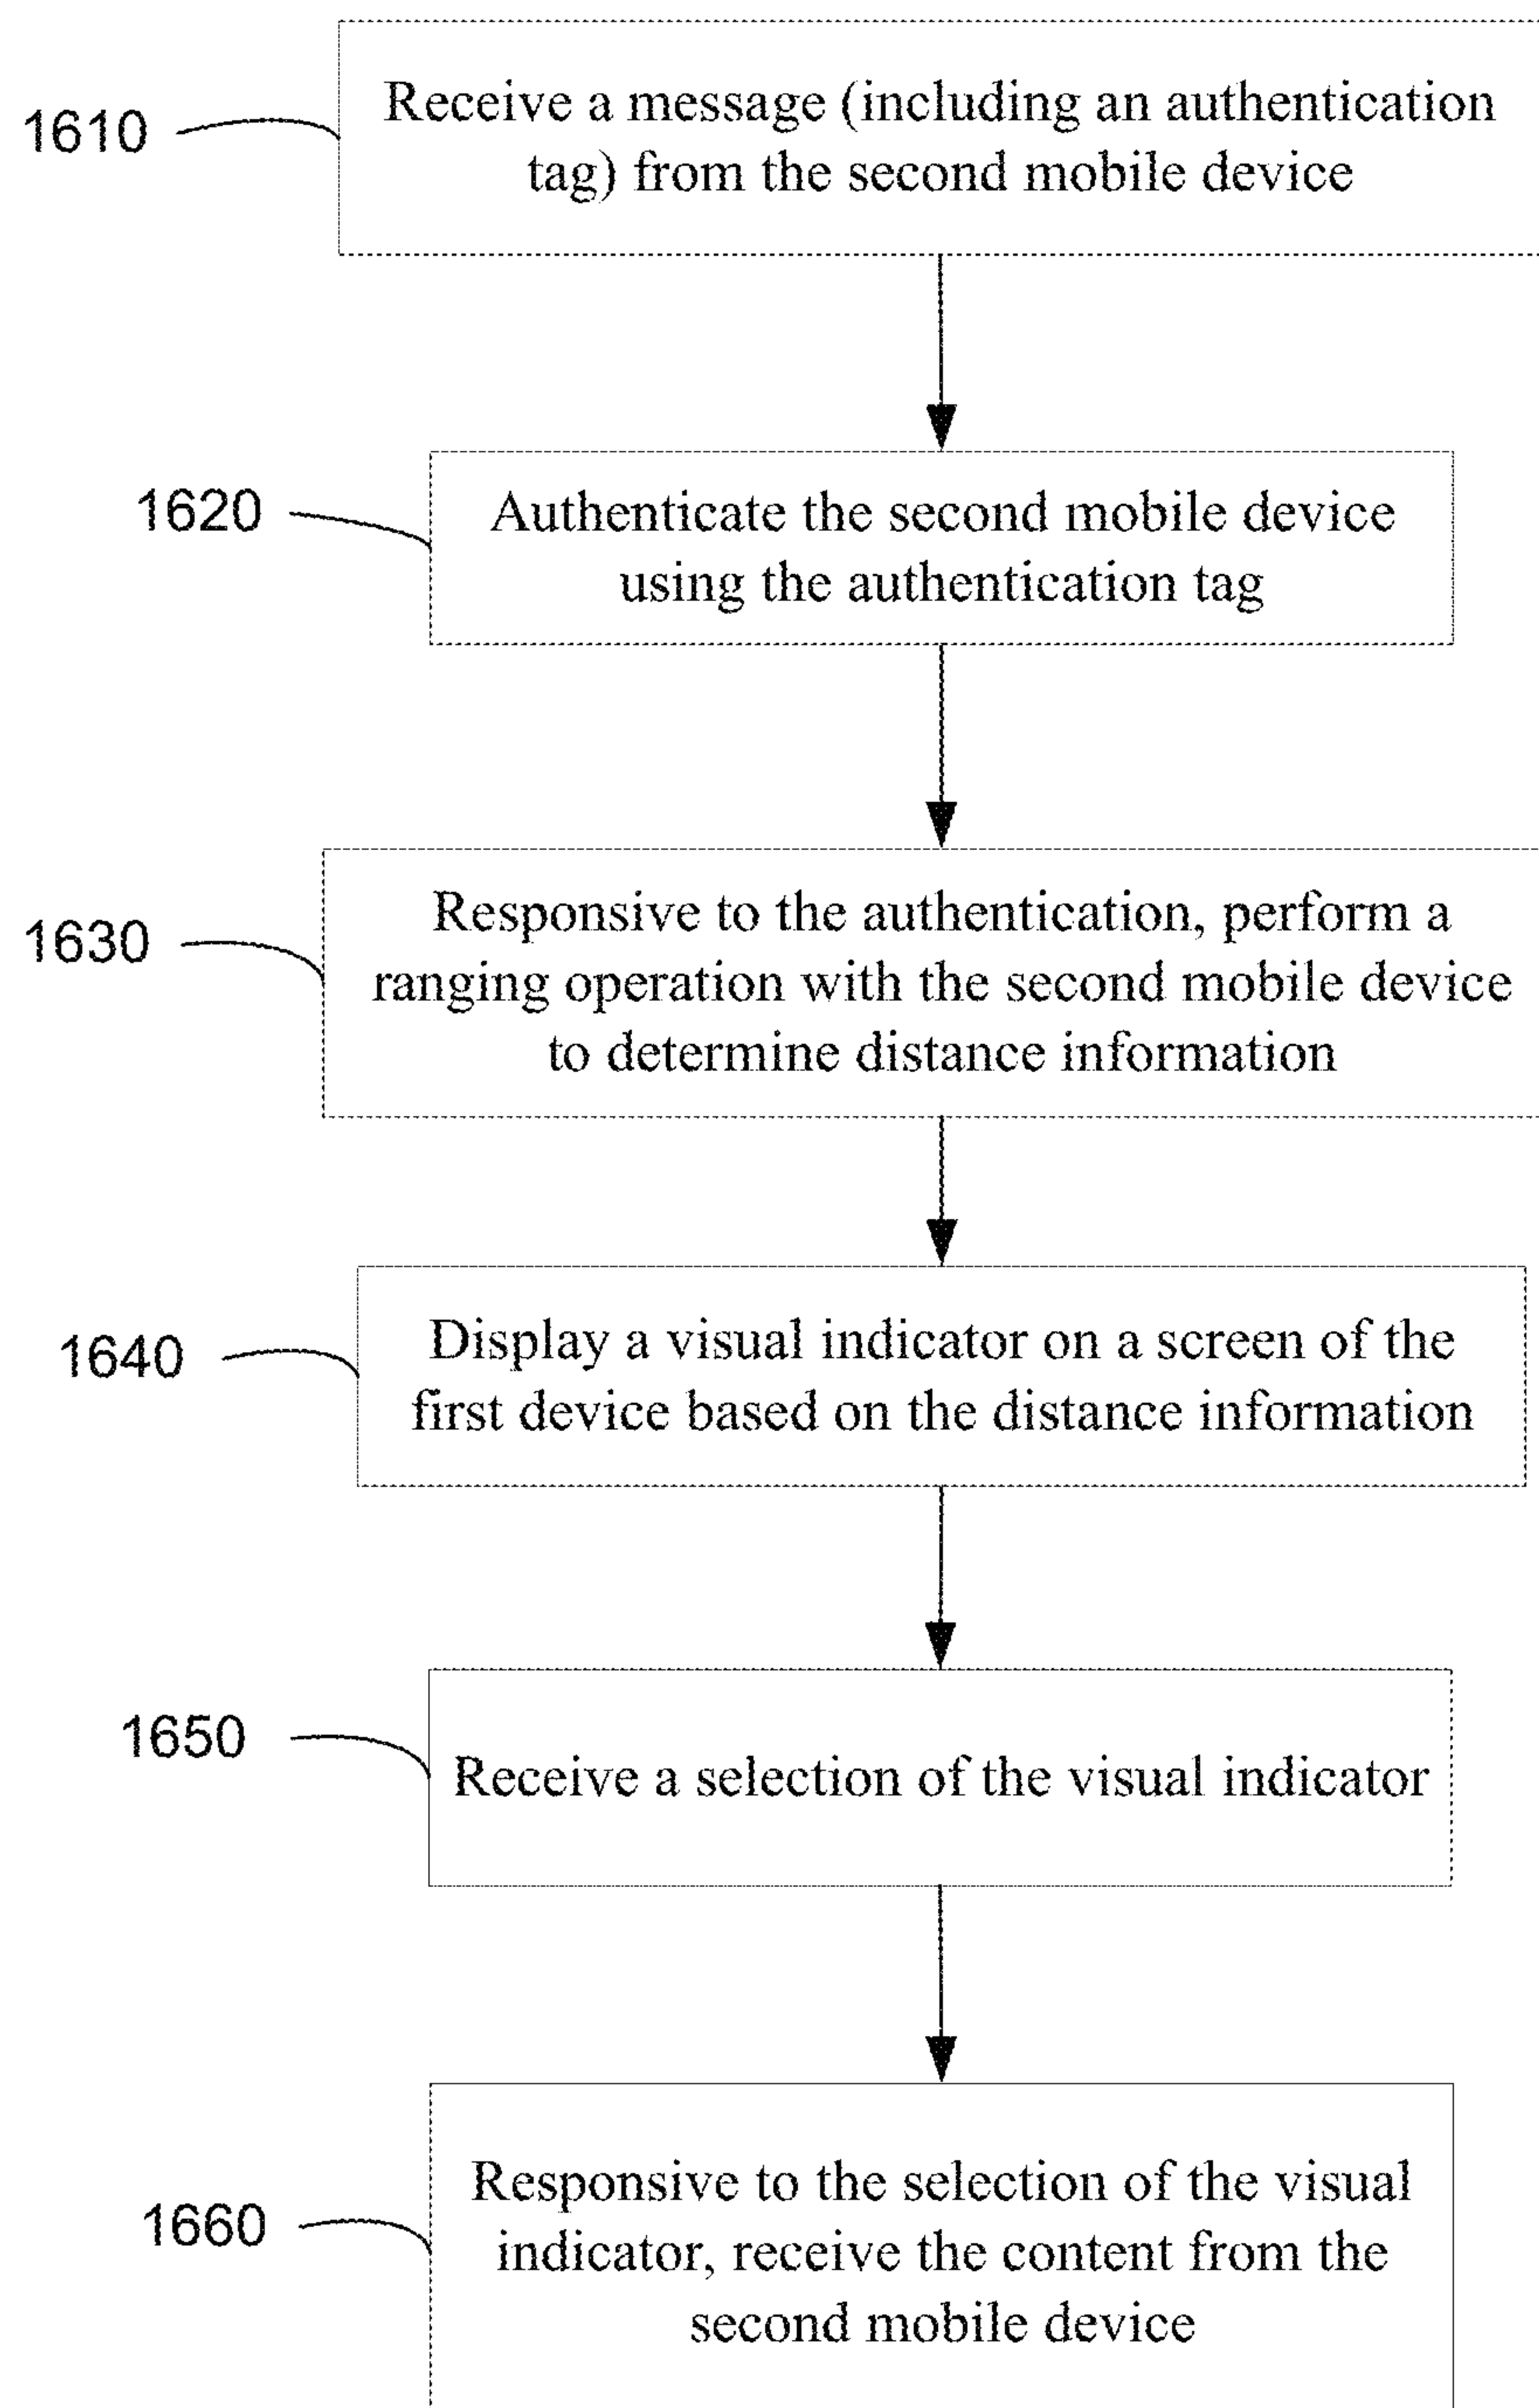 1610
Receive a message (including an authentication
tag) from the second mobile device
1620
Authenticate the second mobile device
using the authentication tag
1630
Responsive to the authentication, perform a
ranging operation with the second mobile device
to determine distance information
1640
Display a visual indicator on a screen of the
first device based on the distance information
1650
Receive a selection of the visual indicator
1660
Responsive to the selection of the visual
indicator, receive the content from the
second mobile device